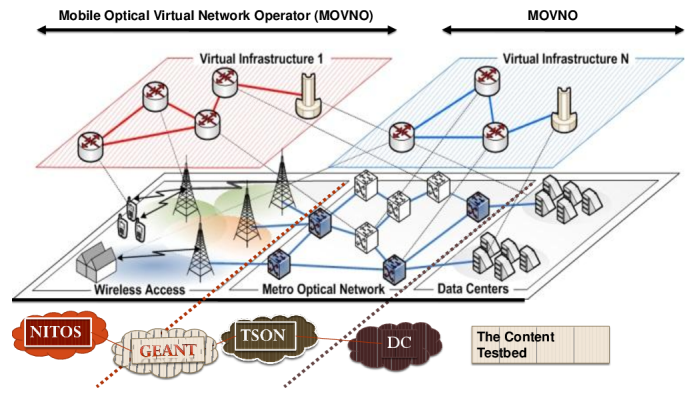 Mobile Optical Virtual Network Operator (MOVNO)
MOVNO
Virtual Infrastructure 1
Virtual Infrastructure N
Wireless Access
Metro Optical Network
Data Centers
NITOS
GEANT
TSON
DC
The Content
Testbed